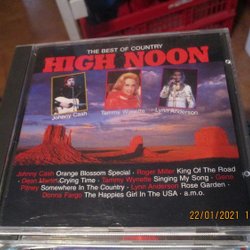 THE BEST OF COUNTRY
HIGH NOON
Johnny Cash
Tammy Wynette
Lynn Anderson
Johnny Cash Orange Blossom Special · Roger Miller King Of The Road
· Dean Martin Crying Time · Tammy Wynette Singing My Song · Gene
Pitney Somewhere In The Country · Lynn Anderson Rose Garden ·
Donna Fargo The Happies Girl In The USA · a.m.o.
22/01/2021